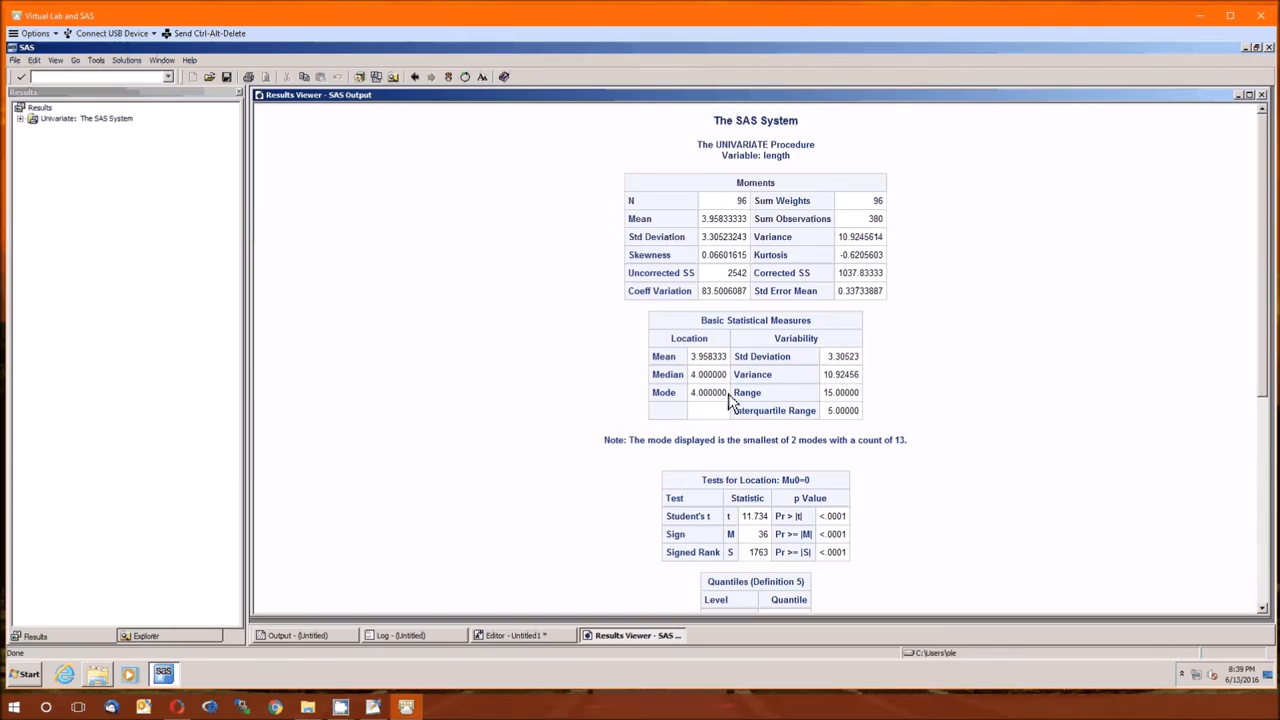 Virtual Lab and SAS
Options Connect USB Device Send Ctrl-Alt-Delete
SAS
File Edit View Go Tools Solutions Window Help
Results
Results
Univariate: The SAS System
Results Viewer - SAS Output
The SAS System
The UNIVARIATE Procedure
Variable: length
Moments
N 96 Sum Weights 96
Mean 3.95833333 Sum Observations 380
Std Deviation 3.30523243 Variance 10.9245614
Skewness 0.06601615 Kurtosis -0.6205603
Uncorrected SS 2542 Corrected SS 1037.83333
Coeff Variation 83.5006087 Std Error Mean 0.33733887
Basic Statistical Measures
Location Variability
Mean 3.958333 Std Deviation 3.30523
Median 4.000000 Variance 10.92456
Mode 4.000000 Range 15.00000
Interquartile Range 5.00000
Note: The mode displayed is the smallest of 2 modes with a count of 13.
Tests for Location: Mu0=0
Test Statistic p Value
Student's t t 11.734 Pr > |t| <.0001
Sign M 36 Pr >= |M| <.0001
Signed Rank S 1763 Pr >= |S| <.0001
Quantiles (Definition 5)
Level Quantile
Results Explorer
Output - (Untitled) Log - (Untitled) Editor - Untitled1 * Results Viewer - SAS ...
Done C:\Users\ple
Start sas 8:39 PM
6/13/2016